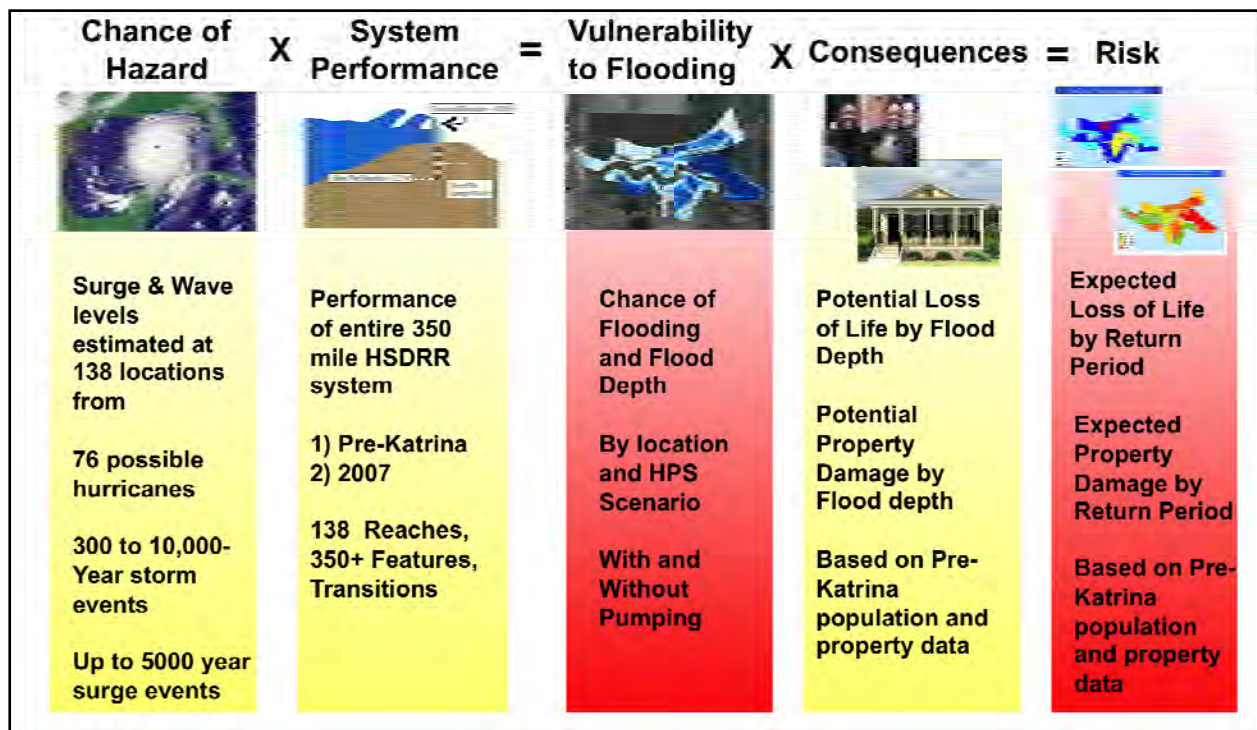 Chance of
Hazard
X
System
Performance
=
Vulnerability
to Flooding
X
Consequences
=
Risk
Surge & Wave
levels
estimated at
138 locations
from
76 possible
hurricanes
300 to 10,000-
Year storm
events
Up to 5000 year
surge events
Performance
of entire 350
mile HSDRR
system
1) Pre-Katrina
2) 2007
138 Reaches,
350+ Features,
Transitions
Chance of
Flooding
and Flood
Depth
By location
and HPS
Scenario
With and
Without
Pumping
Potential Loss
of Life by Flood
Depth
Potential
Property
Damage by
Flood depth
Based on Pre-
Katrina
population and
property data
Expected
Loss of Life
by Return
Period
Expected
Property
Damage by
Return Period
Based on Pre-
Katrina
population
and property
data